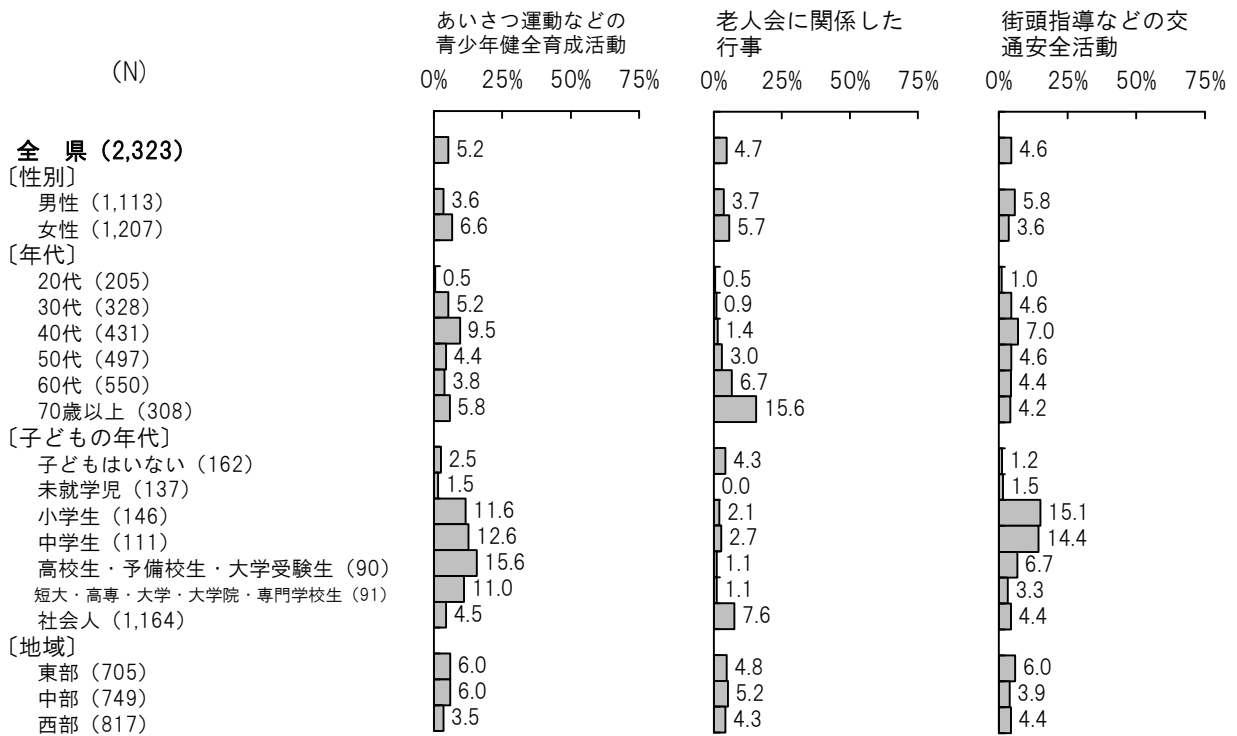 あいさつ運動などの
青少年健全育成活動
老人会に関係した
行事
街頭指導などの交
通安全活動
(N)
0% 25% 50% 75% 0% 25% 50% 75% 0% 25% 50% 75%
全 県（2,323） 5.2 4.7 4.6
〔性別〕
男性（1,113） 3.6 3.7 5.8
女性（1,207） 6.6 5.7 3.6
〔年代〕
20代（205） 0.5 0.5 1.0
30代（328） 5.2 0.9 4.6
40代（431） 9.5 1.4 7.0
50代（497） 4.4 3.0 4.6
60代（550） 3.8 6.7 4.4
70歳以上（308） 5.8 15.6 4.2
〔子どもの年代〕
子どもはいない（162） 2.5 4.3 1.2
未就学児（137） 1.5 0.0 1.5
小学生（146） 11.6 2.1 15.1
中学生（111） 12.6 2.7 14.4
高校生・予備校生・大学受験生（90） 15.6 1.1 6.7
短大・高専・大学・大学院・専門学校生（91） 11.0 1.1 3.3
社会人（1,164） 4.5 7.6 4.4
〔地域〕
東部（705） 6.0 4.8 6.0
中部（749） 6.0 5.2 3.9
西部（817） 3.5 4.3 4.4